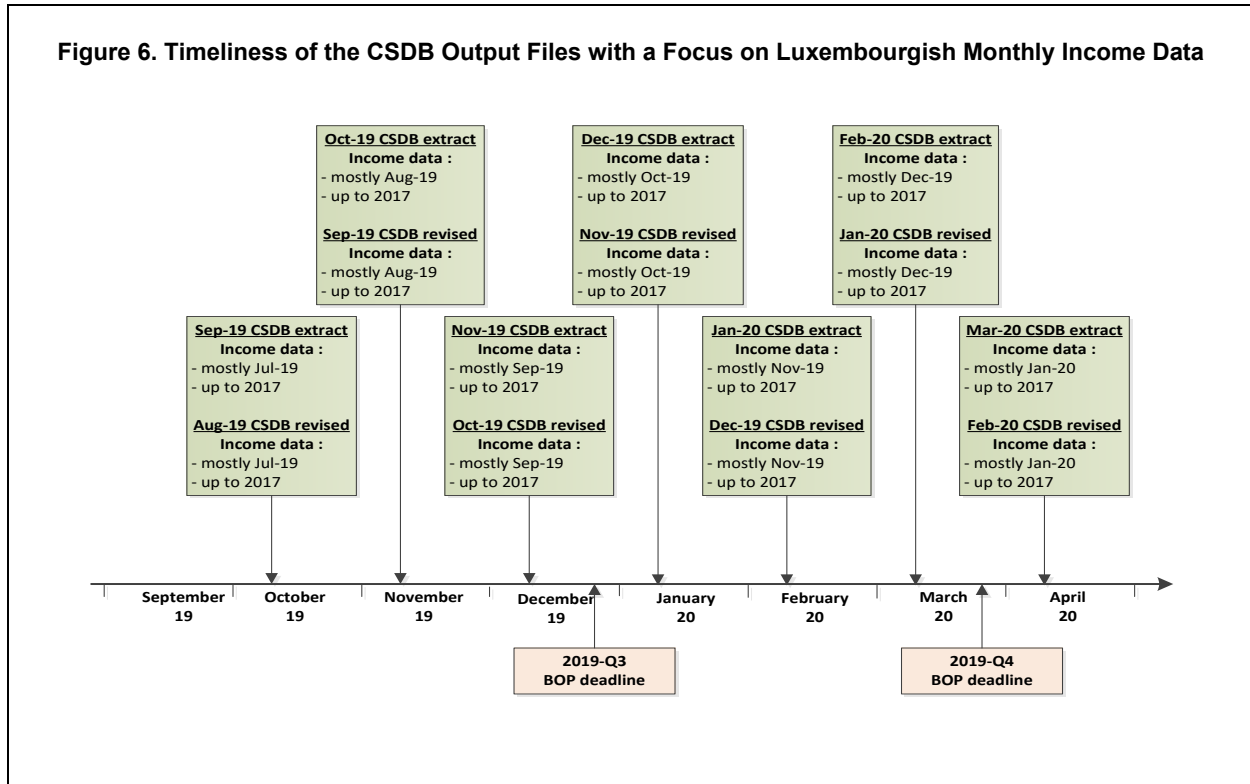 Figure 6. Timeliness of the CSDB Output Files with a Focus on Luxembourgish Monthly Income Data
Oct-19 CSDB extract
Income data :
- mostly Aug-19
- up to 2017
Sep-19 CSDB revised
Income data :
- mostly Aug-19
- up to 2017
Dec-19 CSDB extract
Income data :
- mostly Oct-19
- up to 2017
Nov-19 CSDB revised
Income data :
- mostly Oct-19
- up to 2017
Feb-20 CSDB extract
Income data :
- mostly Dec-19
- up to 2017
Jan-20 CSDB revised
Income data :
- mostly Dec-19
- up to 2017
Sep-19 CSDB extract
Income data :
- mostly Jul-19
- up to 2017
Aug-19 CSDB revised
Income data :
- mostly Jul-19
- up to 2017
Nov-19 CSDB extract
Income data :
- mostly Sep-19
- up to 2017
Oct-19 CSDB revised
Income data :
- mostly Sep-19
- up to 2017
Jan-20 CSDB extract
Income data :
- mostly Nov-19
- up to 2017
Dec-19 CSDB revised
Income data :
- mostly Nov-19
- up to 2017
Mar-20 CSDB extract
Income data :
- mostly Jan-20
- up to 2017
Feb-20 CSDB revised
Income data :
- mostly Jan-20
- up to 2017
September
19
October
19
November
19
December
19
January
20
February
20
March
20
April
20
2019-Q3
BOP deadline
2019-Q4
BOP deadline